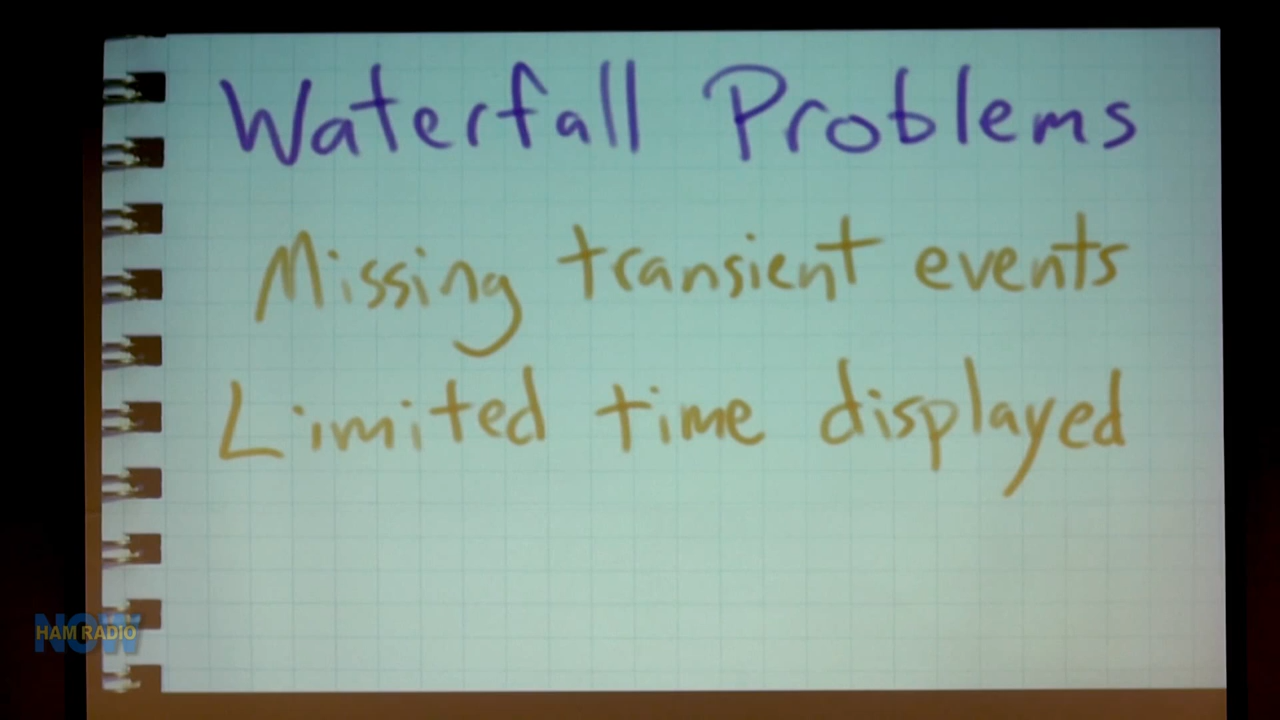 Waterfall Problems
Missing transient events
Limited time displayed
HAM RADIO
NOW